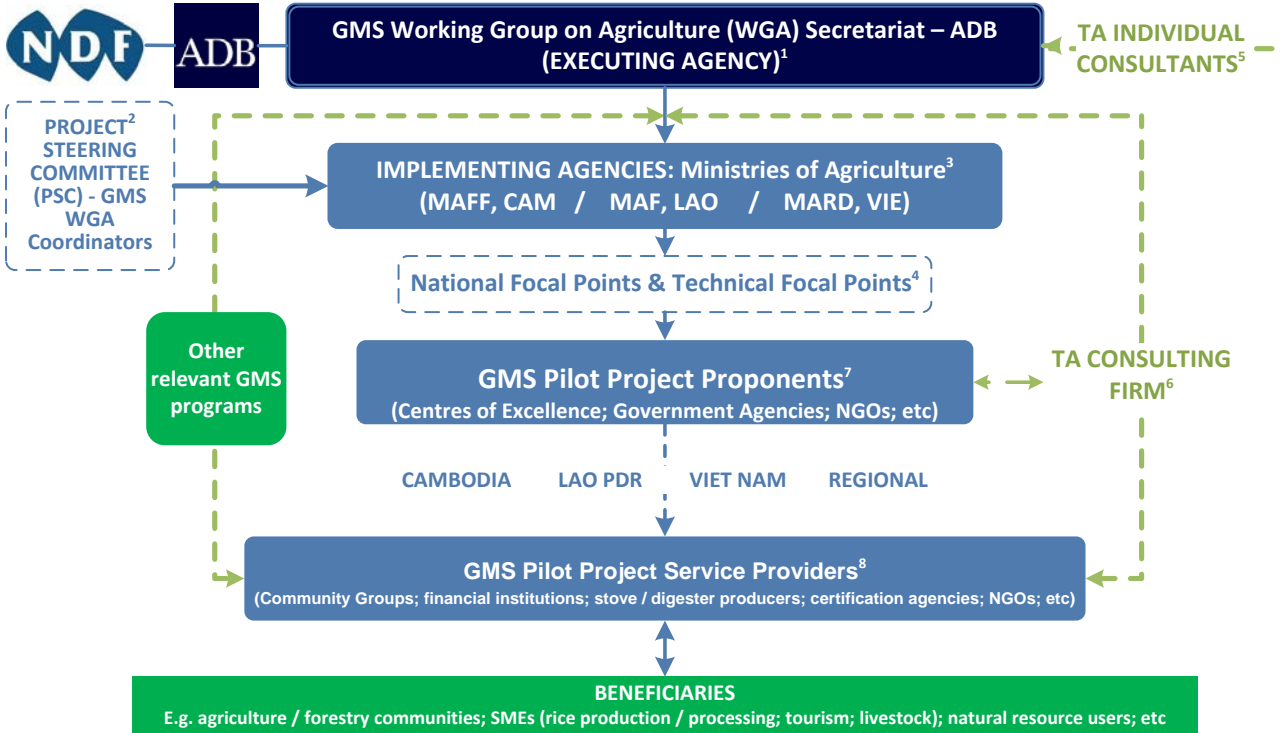 NDF
ADB
GMS Working Group on Agriculture (WGA) Secretariat – ADB
(EXECUTING AGENCY)1
TA INDIVIDUAL
CONSULTANTS5
PROJECT2
STEERING
COMMITTEE
(PSC) - GMS
WGA
Coordinators
IMPLEMENTING AGENCIES: Ministries of Agriculture3
(MAFF, CAM / MAF, LAO / MARD, VIE)
National Focal Points & Technical Focal Points4
Other
relevant GMS
programs
GMS Pilot Project Proponents7
(Centres of Excellence; Government Agencies; NGOs; etc)
TA CONSULTING
FIRM6
CAMBODIA LAO PDR VIET NAM REGIONAL
GMS Pilot Project Service Providers8
(Community Groups; financial institutions; stove / digester producers; certification agencies; NGOs; etc)
BENEFICIARIES
E.g. agriculture / forestry communities; SMEs (rice production / processing; tourism; livestock); natural resource users; etc